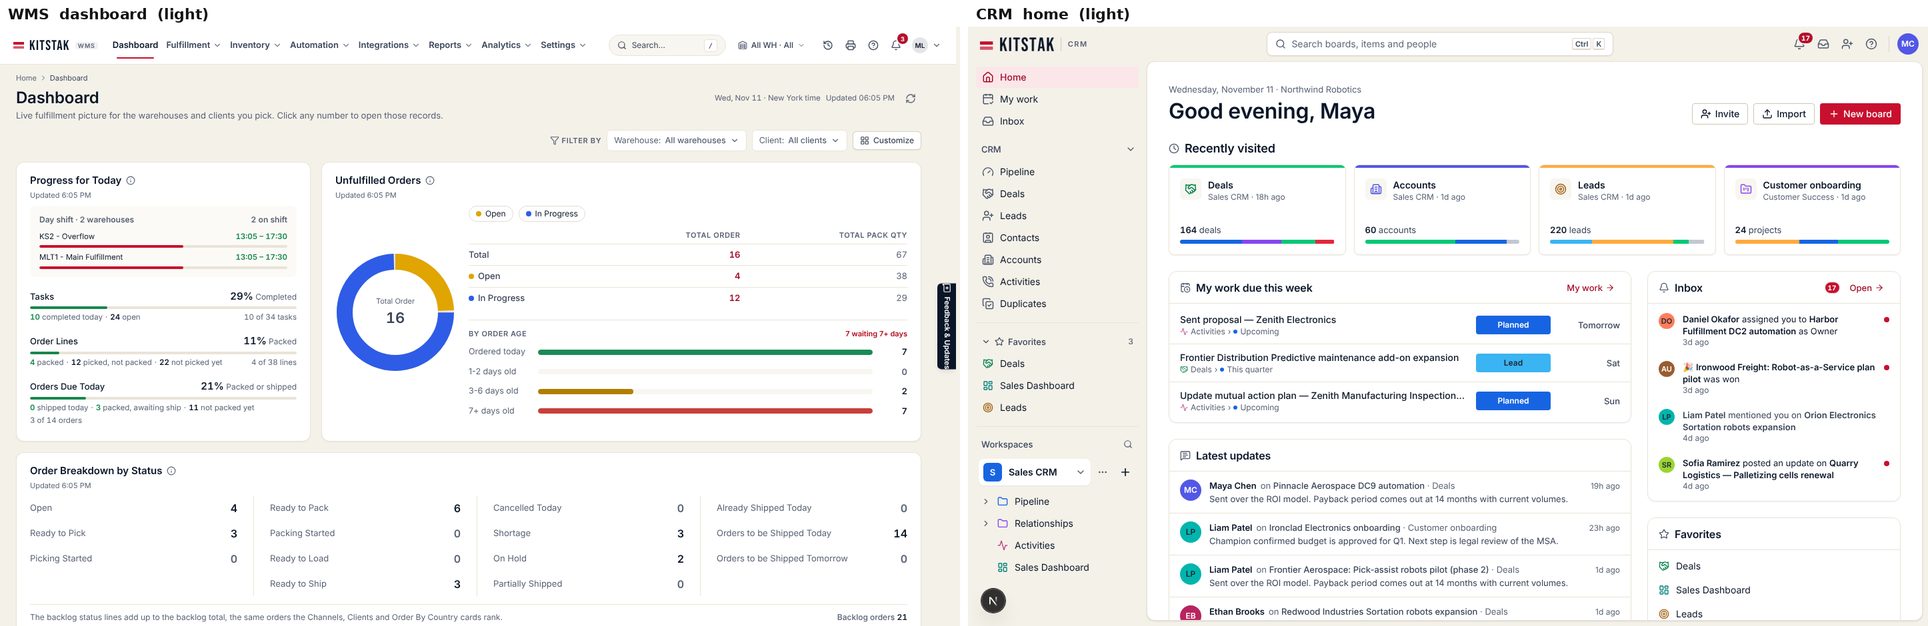 WMS dashboard (light)
KITSTAK WMS Dashboard Fulfillment Inventory Automation Integrations Reports Analytics Settings Search... / All WH · All 3 ML
Home > Dashboard
Dashboard
Wed, Nov 11 · New York time Updated 06:05 PM
Live fulfillment picture for the warehouses and clients you pick. Click any number to open those records.
FILTER BY Warehouse: All warehouses Client: All clients Customize
Progress for Today
Updated 6:05 PM
Day shift · 2 warehouses 2 on shift
KS2 - Overflow 13:05 – 17:30
MLT1 - Main Fulfillment 13:05 – 17:30
Tasks 29% Completed
10 completed today · 24 open 10 of 34 tasks
Order Lines 11% Packed
4 packed · 12 picked, not packed · 22 not picked yet 4 of 38 lines
Orders Due Today 21% Packed or shipped
0 shipped today · 3 packed, awaiting ship · 11 not packed yet
3 of 14 orders
Unfulfilled Orders
Updated 6:05 PM
Open In Progress
TOTAL ORDER TOTAL PACK QTY
Total 16 67
Open 4 38
In Progress 12 29
Total Order
16
BY ORDER AGE 7 waiting 7+ days
Ordered today 7
1-2 days old 0
3-6 days old 2
7+ days old 7
Feedback & Updates
Order Breakdown by Status
Updated 6:05 PM
Open 4
Ready to Pick 3
Picking Started 0
Ready to Pack 6
Packing Started 0
Ready to Load 0
Ready to Ship 3
Cancelled Today 0
Shortage 3
On Hold 2
Partially Shipped 0
Already Shipped Today 0
Orders to be Shipped Today 14
Orders to be Shipped Tomorrow 0
The backlog status lines add up to the backlog total, the same orders the Channels, Clients and Order By Country cards rank.
Backlog orders 21
CRM home (light)
KITSTAK CRM
Search boards, items and people Ctrl K
17 MC
Home
My work
Inbox
CRM
Pipeline
Deals
Leads
Contacts
Accounts
Activities
Duplicates
Favorites 3
Deals
Sales Dashboard
Leads
Workspaces
S Sales CRM
Pipeline
Relationships
Activities
Sales Dashboard
N
Wednesday, November 11 · Northwind Robotics
Good evening, Maya
Invite Import New board
Recently visited
Deals
Sales CRM · 18h ago
164 deals
Accounts
Sales CRM · 1d ago
60 accounts
Leads
Sales CRM · 1d ago
220 leads
Customer onboarding
Customer Success · 1d ago
24 projects
My work due this week My work →
Sent proposal — Zenith Electronics Planned Tomorrow
Activities › Upcoming
Frontier Distribution Predictive maintenance add-on expansion Lead Sat
Deals › This quarter
Update mutual action plan — Zenith Manufacturing Inspection... Planned Sun
Activities › Upcoming
Latest updates
MC Maya Chen on Pinnacle Aerospace DC9 automation · Deals 19h ago
Sent over the ROI model. Payback period comes out at 14 months with current volumes.
LP Liam Patel on Ironclad Electronics onboarding · Customer onboarding 23h ago
Champion confirmed budget is approved for Q1. Next step is legal review of the MSA.
LP Liam Patel on Frontier Aerospace: Pick-assist robots pilot (phase 2) · Deals 1d ago
Sent over the ROI model. Payback period comes out at 14 months with current volumes.
EB Ethan Brooks on Redwood Industries Sortation robots expansion · Deals 1d ago
Inbox 17 Open →
DO Daniel Okafor assigned you to Harbor
Fulfillment DC2 automation as Owner
3d ago
AU 🎉 Ironwood Freight: Robot-as-a-Service plan
pilot was won
3d ago
LP Liam Patel mentioned you on Orion Electronics
Sortation robots expansion
4d ago
SR Sofia Ramirez posted an update on Quarry
Logistics — Palletizing cells renewal
4d ago
Favorites
Deals
Sales Dashboard
Leads